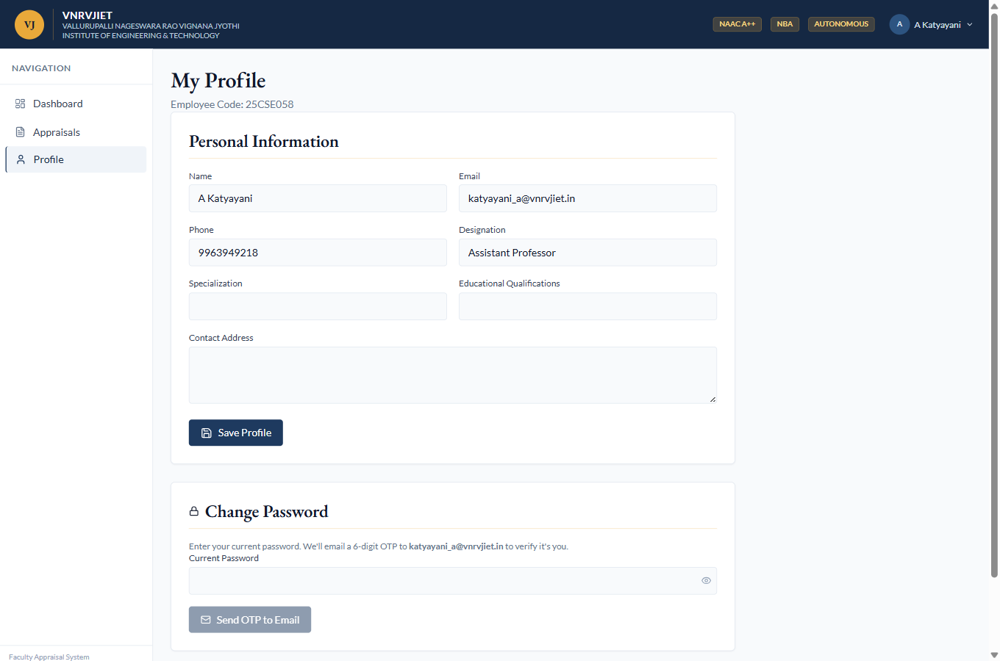 VJ
VNRVJIET
VALLURUPALLI NAGESWARA RAO VIGNANA JYOTHI
INSTITUTE OF ENGINEERING & TECHNOLOGY
NAAC A++
NBA
AUTONOMOUS
A
A Katyayani
NAVIGATION
Dashboard
Appraisals
Profile
My Profile
Employee Code: 25CSE058
Personal Information
Name
Email
A Katyayani
katyayani_a@vnrvjiet.in
Phone
Designation
9963949218
Assistant Professor
Specialization
Educational Qualifications
Contact Address
Save Profile
Change Password
Enter your current password. We'll email a 6-digit OTP to katyayani_a@vnrvjiet.in to verify it's you.
Current Password
Send OTP to Email
Faculty Appraisal System